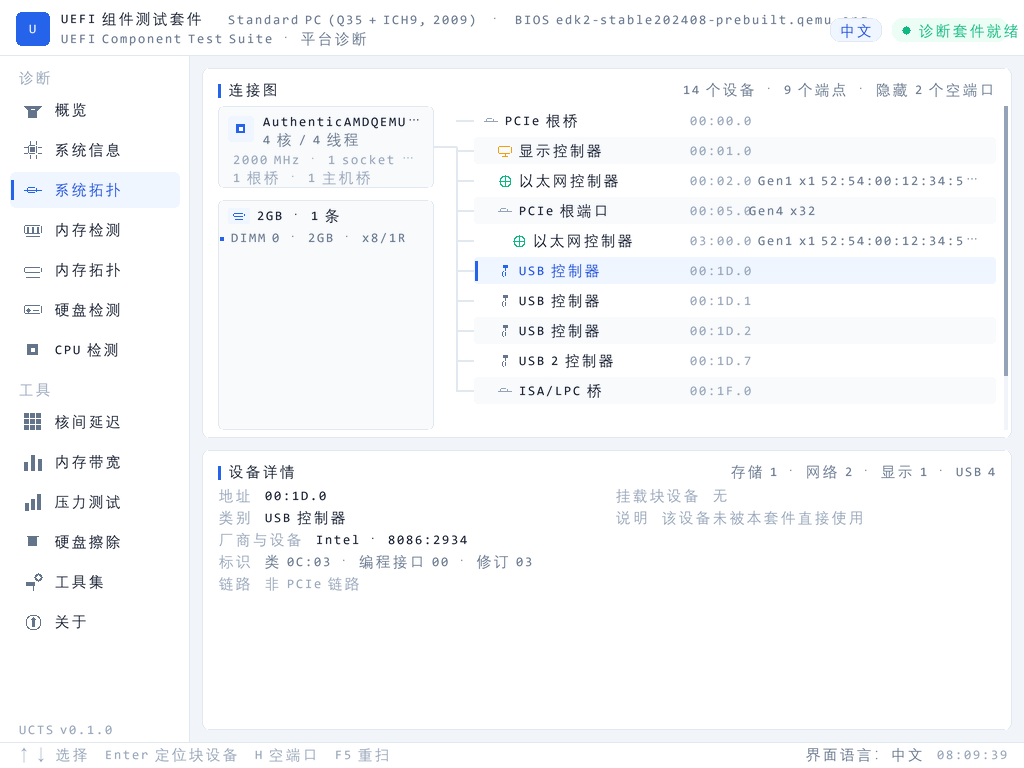 U
UEFI 组件测试套件
Standard PC (Q35 + ICH9, 2009) · BIOS edk2-stable202408-prebuilt.qemu
UEFI Component Test Suite · 平台诊断
中文
诊断套件就绪
诊断
概览
系统信息
系统拓扑
内存检测
内存拓扑
硬盘检测
CPU 检测
工具
核间延迟
内存带宽
压力测试
硬盘擦除
工具集
关于
UCTS v0.1.0
连接图
14 个设备 · 9 个端点 · 隐藏 2 个空端口
AuthenticAMDQEMU…
4 核 / 4 线程
2000 MHz · 1 socket …
1 根桥 · 1 主机桥
2GB · 1 条
DIMM 0 · 2GB · x8/1R
PCIe 根桥 00:00.0
显示控制器 00:01.0
以太网控制器 00:02.0 Gen1 x1 52:54:00:12:34:5…
PCIe 根端口 00:05.0 Gen4 x32
以太网控制器 03:00.0 Gen1 x1 52:54:00:12:34:5…
USB 控制器 00:1D.0
USB 控制器 00:1D.1
USB 控制器 00:1D.2
USB 2 控制器 00:1D.7
ISA/LPC 桥 00:1F.0
设备详情
存储 1 · 网络 2 · 显示 1 · USB 4
地址 00:1D.0
类别 USB 控制器
厂商与设备 Intel · 8086:2934
标识 类 0C:03 · 编程接口 00 · 修订 03
链路 非 PCIe 链路
挂载块设备 无
说明 该设备未被本套件直接使用
↑ ↓ 选择 Enter 定位块设备 H 空端口 F5 重扫
界面语言: 中文 08:09:39